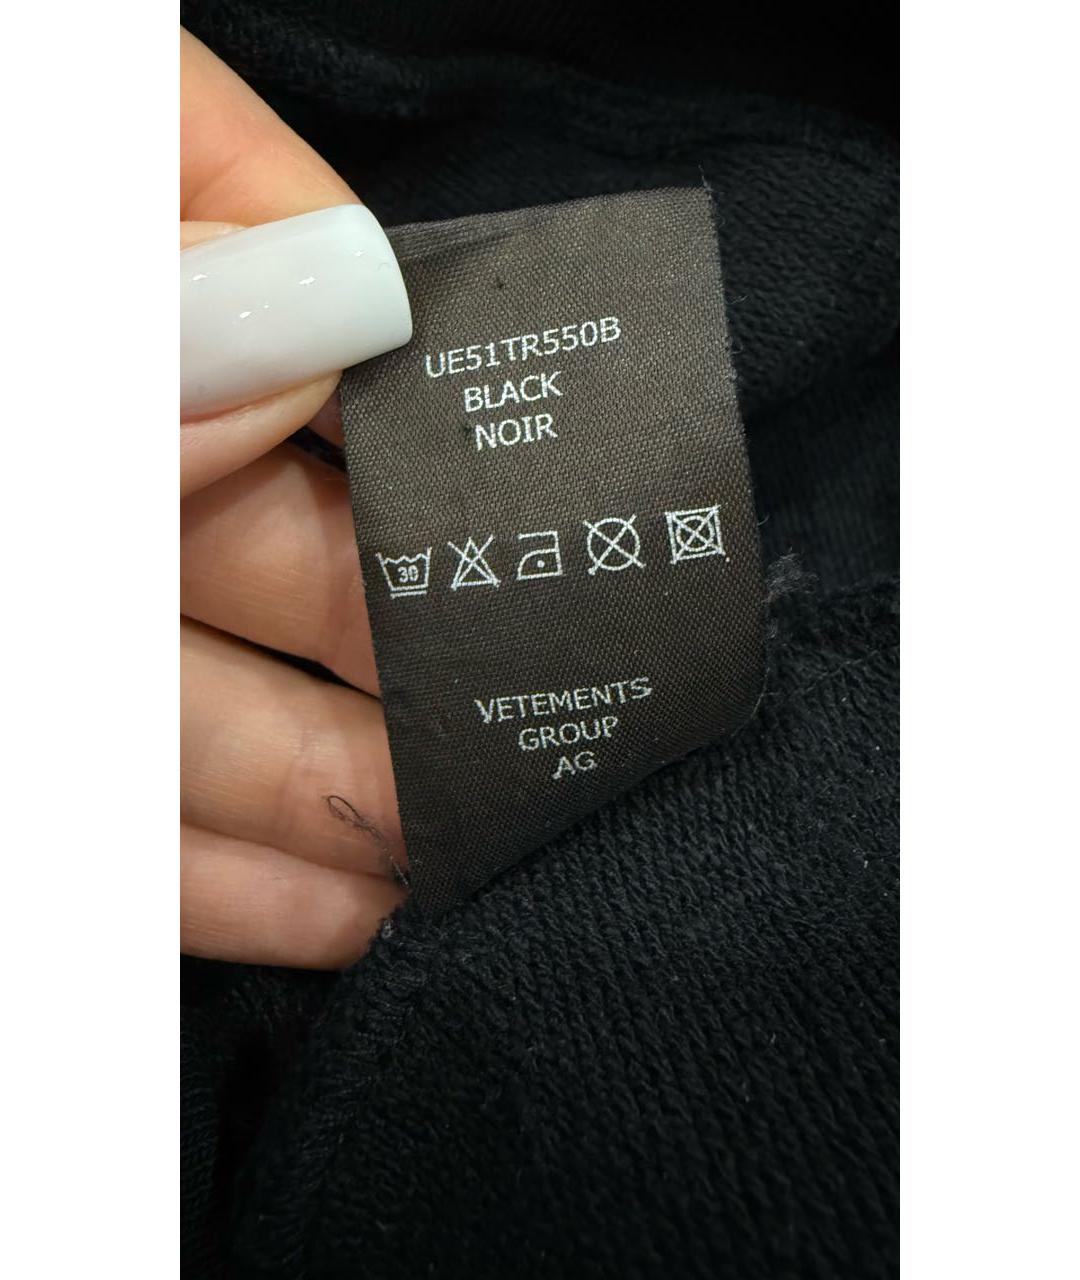 UE51TR550B
BLACK
NOIR
30
VETEMENTS
GROUP
AG